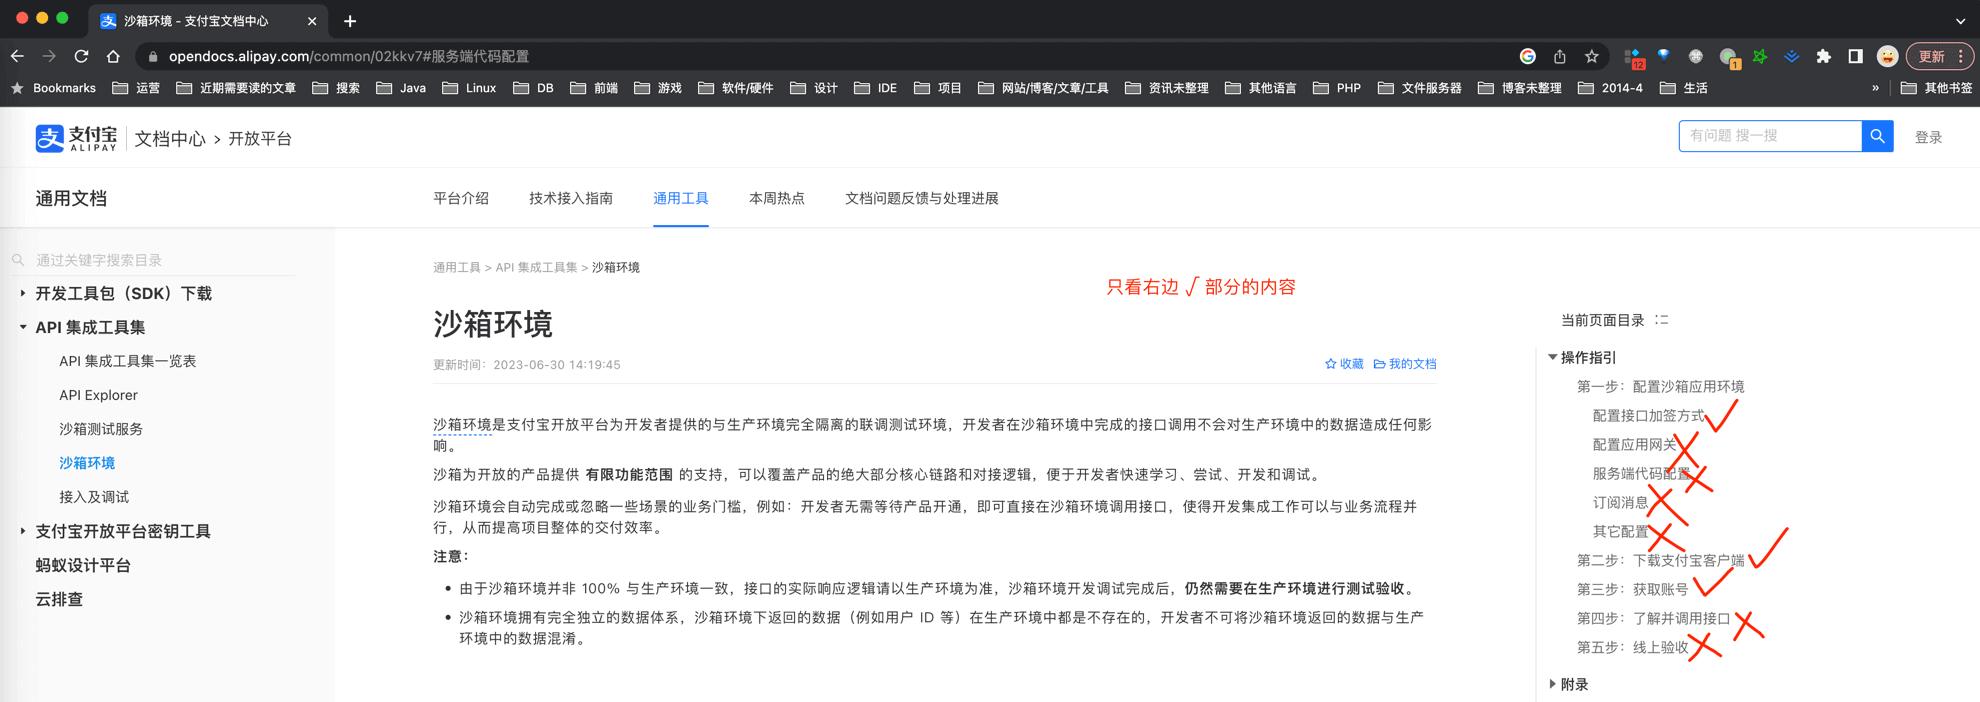 沙箱环境 - 支付宝文档中心
opendocs.alipay.com/common/02kkv7#服务端代码配置
12
1
更新
Bookmarks 运营 近期需要读的文章 搜索 Java Linux DB 前端 游戏 软件/硬件 设计 IDE 项目 网站/博客/文章/工具 资讯未整理 其他语言 PHP 文件服务器 博客未整理 2014-4 生活 » 其他书签
支 支付宝 ALIPAY 文档中心 > 开放平台
有问题 搜一搜
登录
通用文档
平台介绍 技术接入指南 通用工具 本周热点 文档问题反馈与处理进展
通过关键字搜索目录
开发工具包（SDK）下载
API 集成工具集
API 集成工具集一览表
API Explorer
沙箱测试服务
沙箱环境
接入及调试
支付宝开放平台密钥工具
蚂蚁设计平台
云排查
通用工具 > API 集成工具集 > 沙箱环境
只看右边 √ 部分的内容
沙箱环境
更新时间：2023-06-30 14:19:45
收藏 我的文档
沙箱环境是支付宝开放平台为开发者提供的与生产环境完全隔离的联调测试环境，开发者在沙箱环境中完成的接口调用不会对生产环境中的数据造成任何影
响。
沙箱为开放的产品提供 有限功能范围 的支持，可以覆盖产品的绝大部分核心链路和对接逻辑，便于开发者快速学习、尝试、开发和调试。
沙箱环境会自动完成或忽略一些场景的业务门槛，例如：开发者无需等待产品开通，即可直接在沙箱环境调用接口，使得开发集成工作可以与业务流程并
行，从而提高项目整体的交付效率。
注意：
• 由于沙箱环境并非 100% 与生产环境一致，接口的实际响应逻辑请以生产环境为准，沙箱环境开发调试完成后，仍然需要在生产环境进行测试验收。
• 沙箱环境拥有完全独立的数据体系，沙箱环境下返回的数据（例如用户 ID 等）在生产环境中都是不存在的，开发者不可将沙箱环境返回的数据与生产
环境中的数据混淆。
当前页面目录
操作指引
第一步：配置沙箱应用环境
配置接口加签方式
配置应用网关
服务端代码配置
订阅消息
其它配置
第二步：下载支付宝客户端
第三步：获取账号
第四步：了解并调用接口
第五步：线上验收
附录